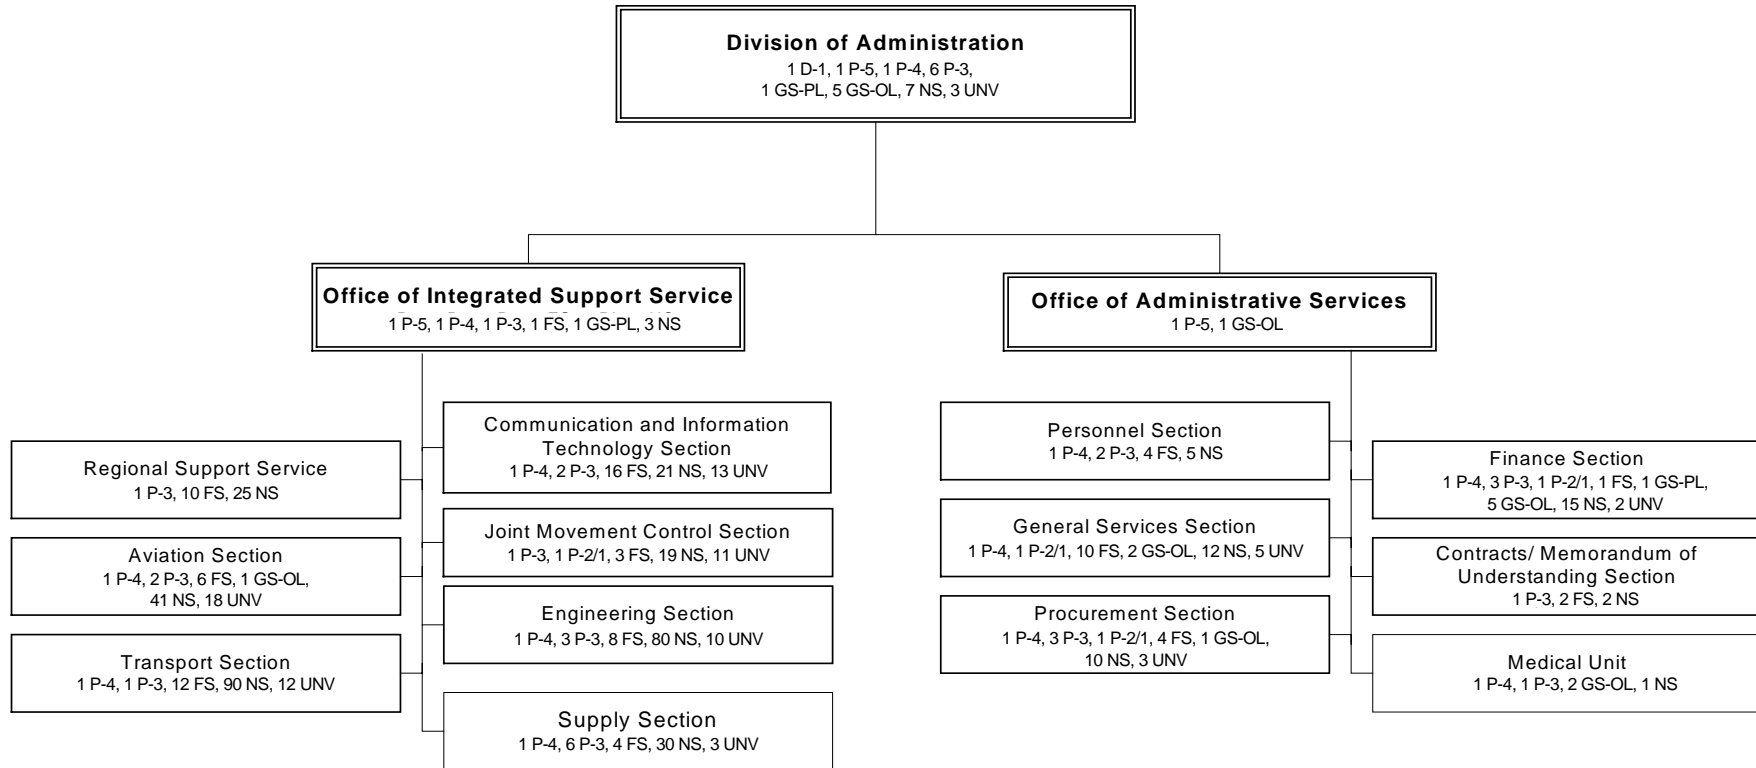 Division of Administration
1 D-1, 1 P-5, 1 P-4, 6 P-3,
1 GS-PL, 5 GS-OL, 7 NS, 3 UNV
Office of Integrated Support Service
1 P-5, 1 P-4, 1 P-3, 1 FS, 1 GS-PL, 3 NS
Office of Administrative Services
1 P-5, 1 GS-OL
Regional Support Service
1 P-3, 10 FS, 25 NS
Aviation Section
1 P-4, 2 P-3, 6 FS, 1 GS-OL,
41 NS, 18 UNV
Transport Section
1 P-4, 1 P-3, 12 FS, 90 NS, 12 UNV
Communication and Information
Technology Section
1 P-4, 2 P-3, 16 FS, 21 NS, 13 UNV
Joint Movement Control Section
1 P-3, 1 P-2/1, 3 FS, 19 NS, 11 UNV
Engineering Section
1 P-4, 3 P-3, 8 FS, 80 NS, 10 UNV
Supply Section
1 P-4, 6 P-3, 4 FS, 30 NS, 3 UNV
Personnel Section
1 P-4, 2 P-3, 4 FS, 5 NS
General Services Section
1 P-4, 1 P-2/1, 10 FS, 2 GS-OL, 12 NS, 5 UNV
Procurement Section
1 P-4, 3 P-3, 1 P-2/1, 4 FS, 1 GS-OL,
10 NS, 3 UNV
Finance Section
1 P-4, 3 P-3, 1 P-2/1, 1 FS, 1 GS-PL,
5 GS-OL, 15 NS, 2 UNV
Contracts/ Memorandum of
Understanding Section
1 P-3, 2 FS, 2 NS
Medical Unit
1 P-4, 1 P-3, 2 GS-OL, 1 NS